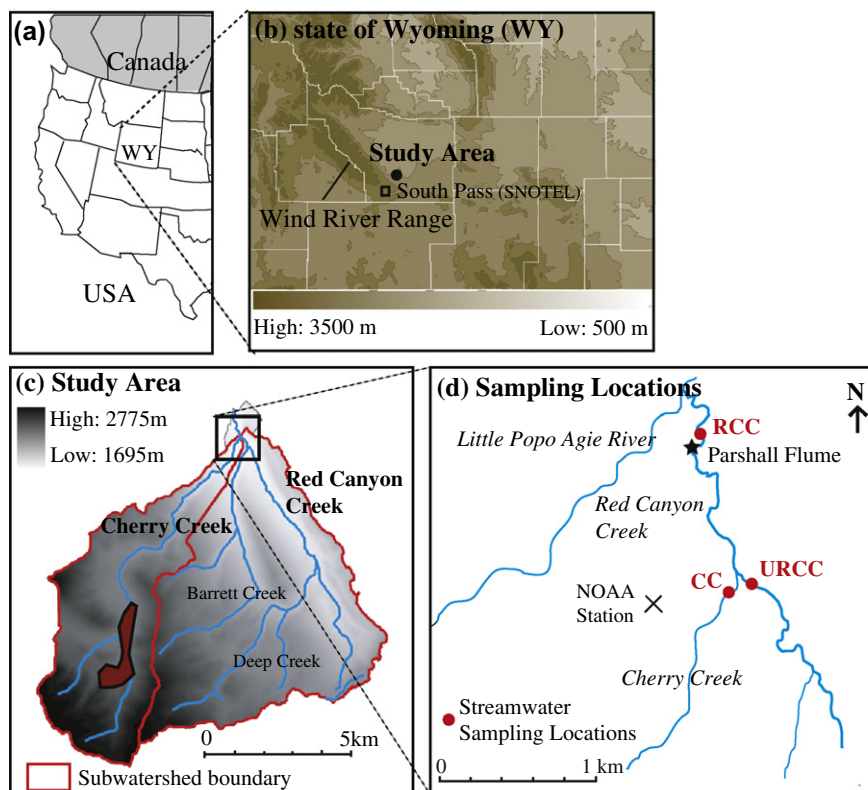 (a)
Canada
WY
USA
(b) state of Wyoming (WY)
Study Area
South Pass (SNOTEL)
Wind River Range
High: 3500 m
Low: 500 m
(c) Study Area
High: 2775m
Low: 1695m
Red Canyon
Creek
Cherry Creek
Barrett Creek
Deep Creek
0
5km
Subwatershed boundary
(d) Sampling Locations
N
RCC
Little Popo Agie River
Parshall Flume
Red Canyon
Creek
URCC
CC
NOAA
Station
Cherry Creek
Streamwater
Sampling Locations
0
1 km